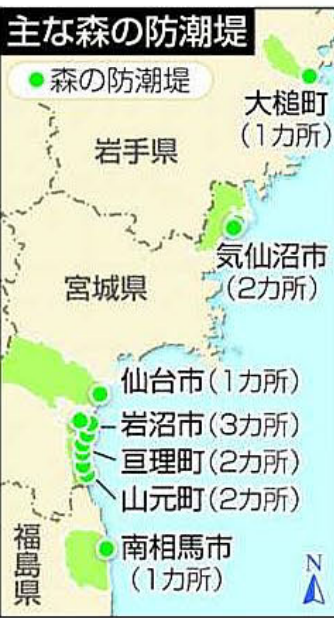 主な森の防潮堤
森の防潮堤
大槌町
(1カ所)
岩手県
気仙沼市
(2カ所)
宮城県
仙台市(1カ所)
岩沼市(3カ所)
亘理町(2カ所)
山元町(2カ所)
南相馬市
(1カ所)
福島県
N